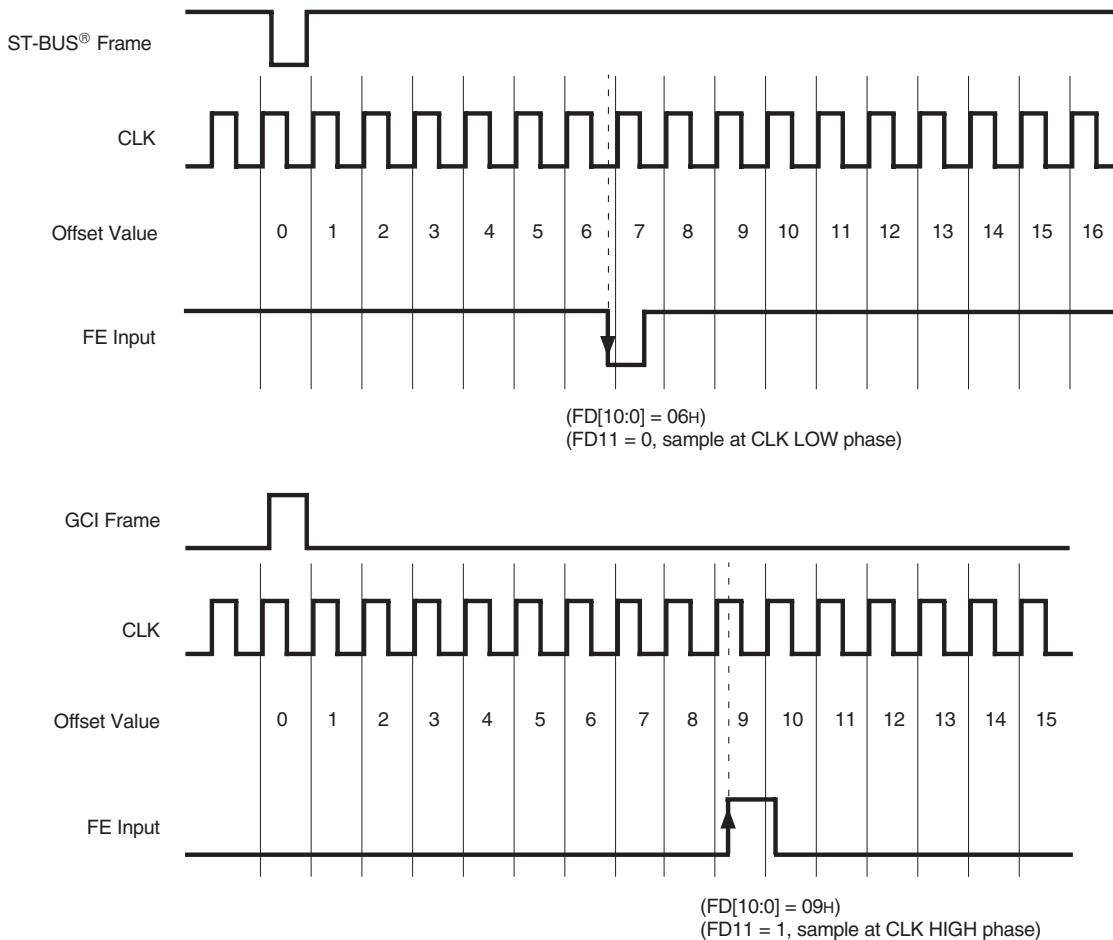 ST-BUS® Frame
CLK
Offset Value 0 1 2 3 4 5 6 7 8 9 10 11 12 13 14 15 16
FE Input
(FD[10:0] = 06H)
(FD11 = 0, sample at CLK LOW phase)
GCI Frame
CLK
Offset Value 0 1 2 3 4 5 6 7 8 9 10 11 12 13 14 15
FE Input
(FD[10:0] = 09H)
(FD11 = 1, sample at CLK HIGH phase)